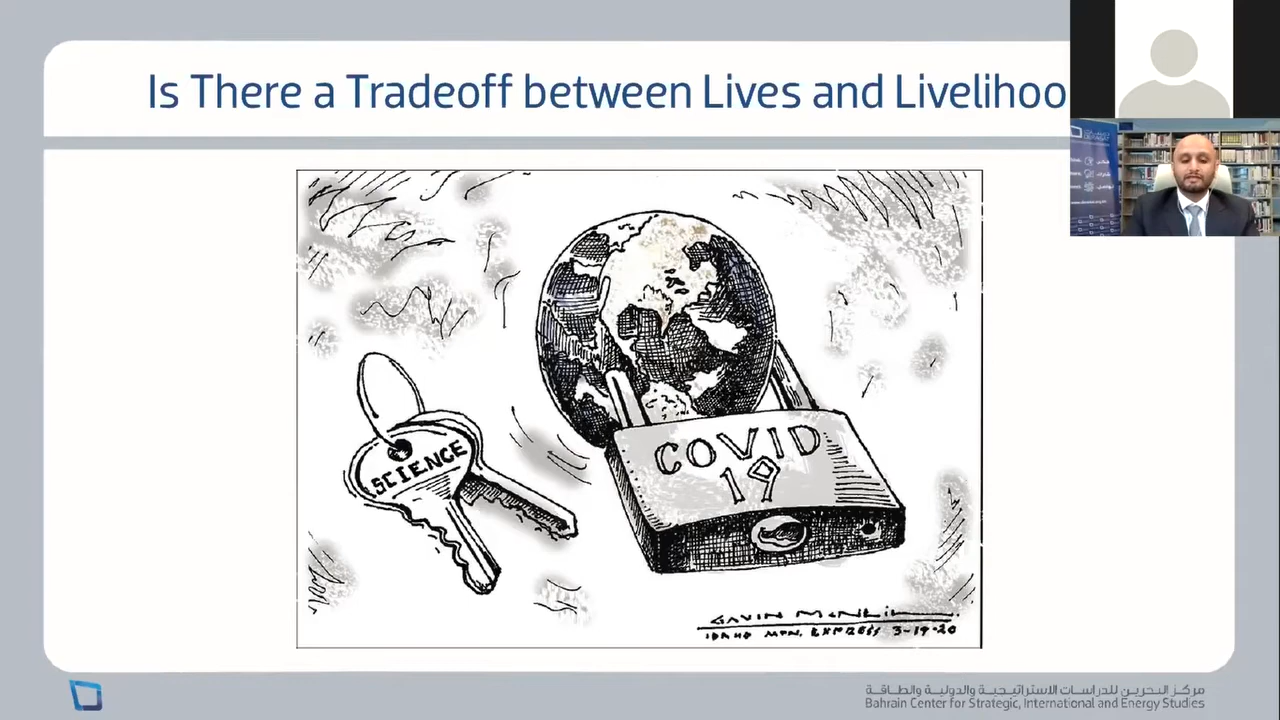 Is There a Tradeoff between Lives and Livelihoo
SCIENCE
COVID
19
GAVIN McNEIL
IDAHO MTN. EXPRESS 3-19-20
مركز البحرين للدراسات الاستراتيجية والدولية والطاقة
Bahrain Center for Strategic, International and Energy Studies